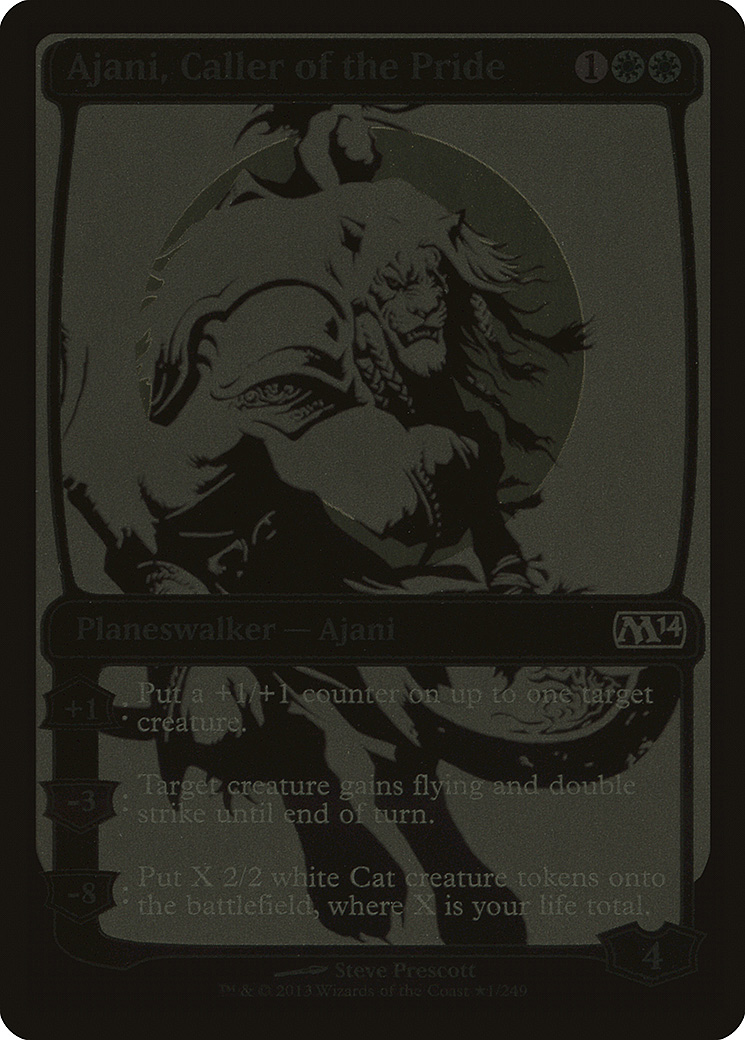 Ajani, Caller of the Pride 1
Planeswalker — Ajani M14
+1 : Put a +1/+1 counter on up to one target
creature.
-3 : Target creature gains flying and double
strike until end of turn.
-8 : Put X 2/2 white Cat creature tokens onto
the battlefield, where X is your life total.
4
Steve Prescott
™ & © 2013 Wizards of the Coast ★1/249